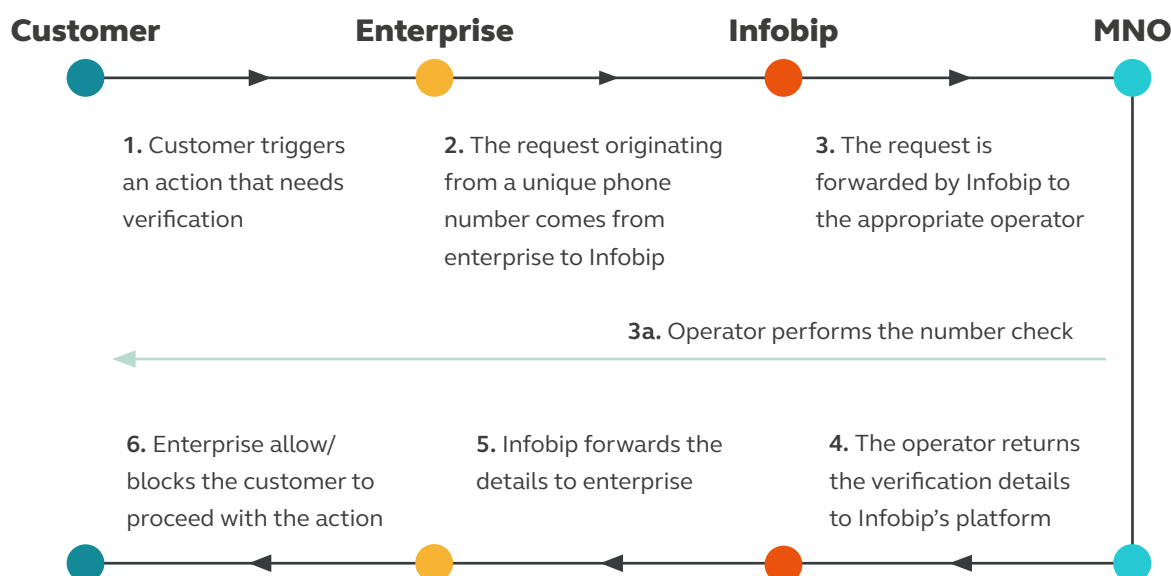 Customer
Enterprise
Infobip
MNO
1. Customer triggers
an action that needs
verification
2. The request originating
from a unique phone
number comes from
enterprise to Infobip
3. The request is
forwarded by Infobip to
the appropriate operator
3a. Operator performs the number check
6. Enterprise allow/
blocks the customer to
proceed with the action
5. Infobip forwards the
details to enterprise
4. The operator returns
the verification details
to Infobip’s platform